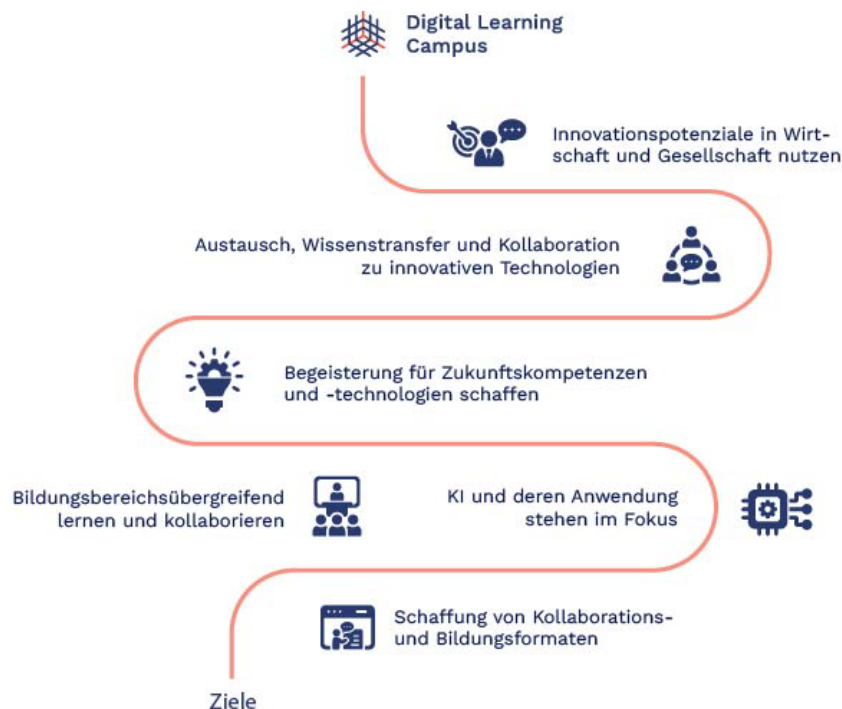 Digital Learning
Campus
Innovationspotenziale in Wirt-
schaft und Gesellschaft nutzen
Austausch, Wissenstransfer und Kollaboration
zu innovativen Technologien
Begeisterung für Zukunftskompetenzen
und -technologien schaffen
Bildungsbereichsübergreifend
lernen und kollaborieren
KI und deren Anwendung
stehen im Fokus
Schaffung von Kollaborations-
und Bildungsformaten
Ziele